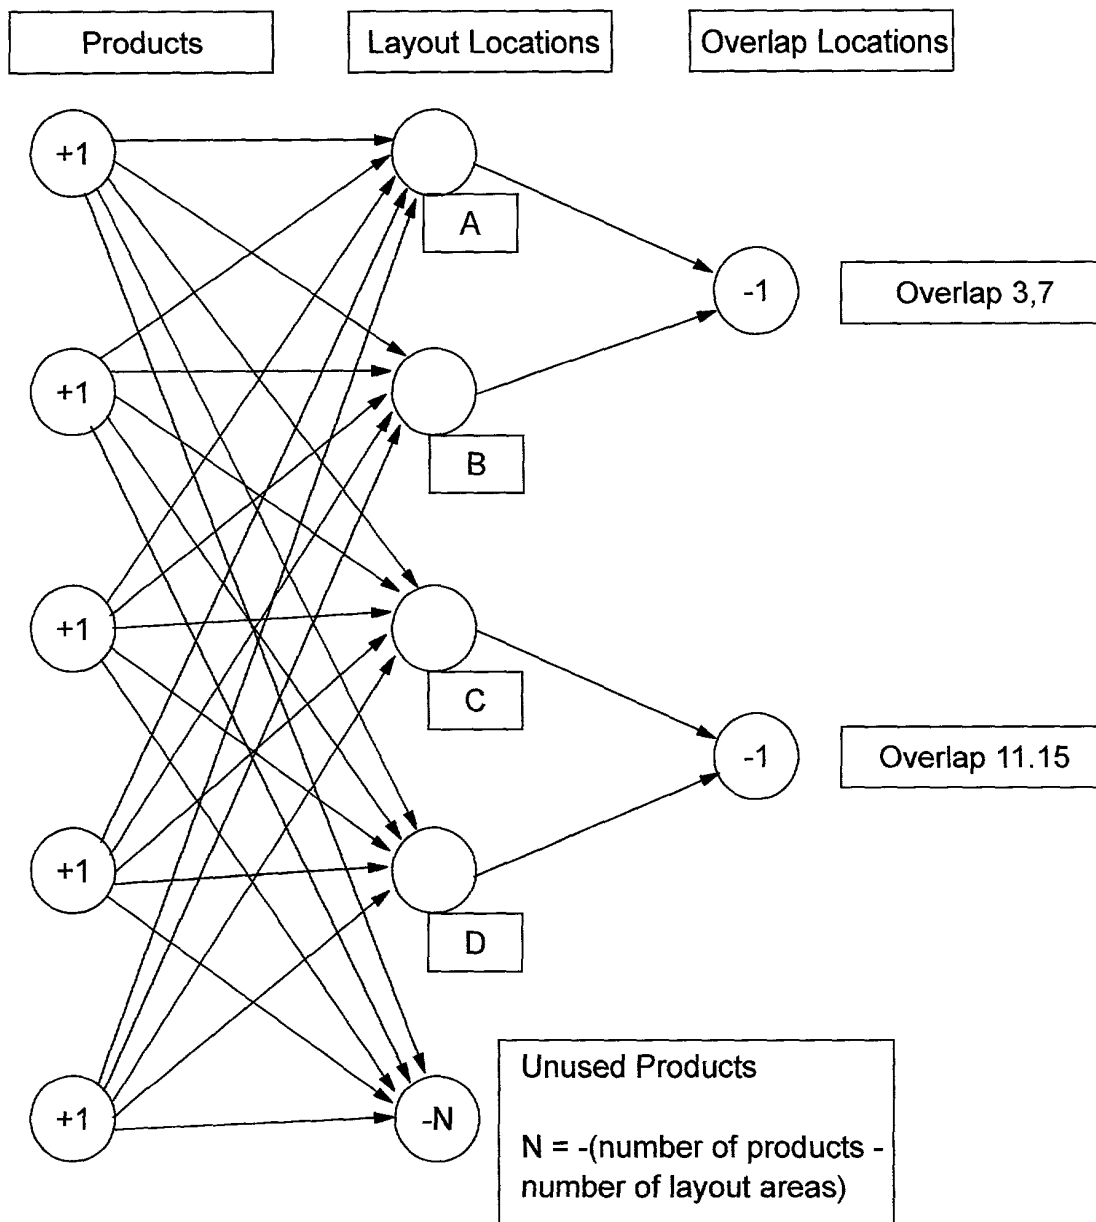 Products
Layout Locations
Overlap Locations
+1
A
-1
Overlap 3,7
+1
B
+1
C
-1
Overlap 11.15
+1
D
+1
-N
Unused Products
N = -(number of products -
number of layout areas)